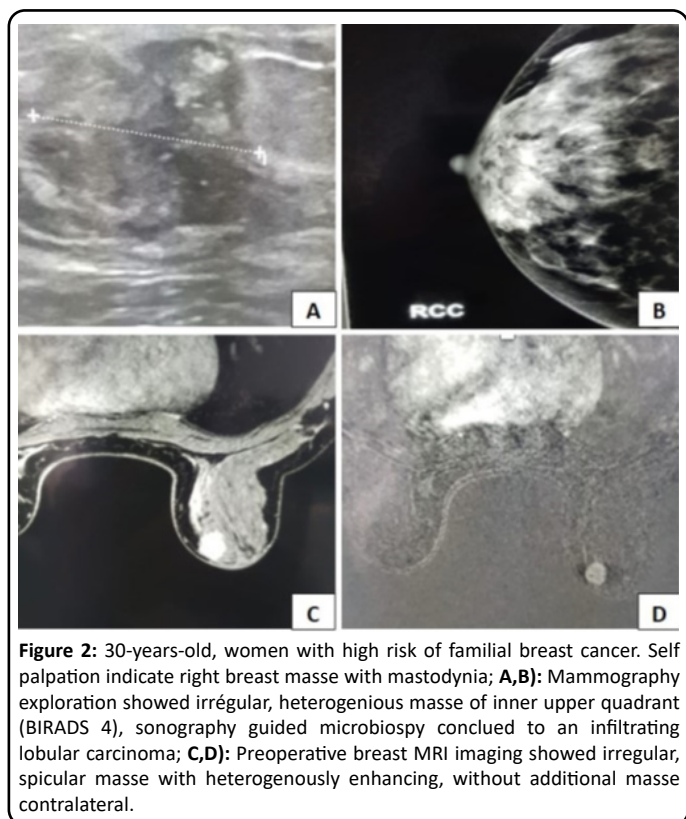 A
RCC
B
C
D
Figure 2: 30-years-old, women with high risk of familial breast cancer. Self
palpation indicate right breast masse with mastodynia; A,B): Mammography
exploration showed irrégular, heterogenious masse of inner upper quadrant
(BIRADS 4), sonography guided microbiospy conclued to an infiltrating
lobular carcinoma; C,D): Preoperative breast MRI imaging showed irregular,
spicular masse with heterogenously enhancing, without additional masse
contralateral.